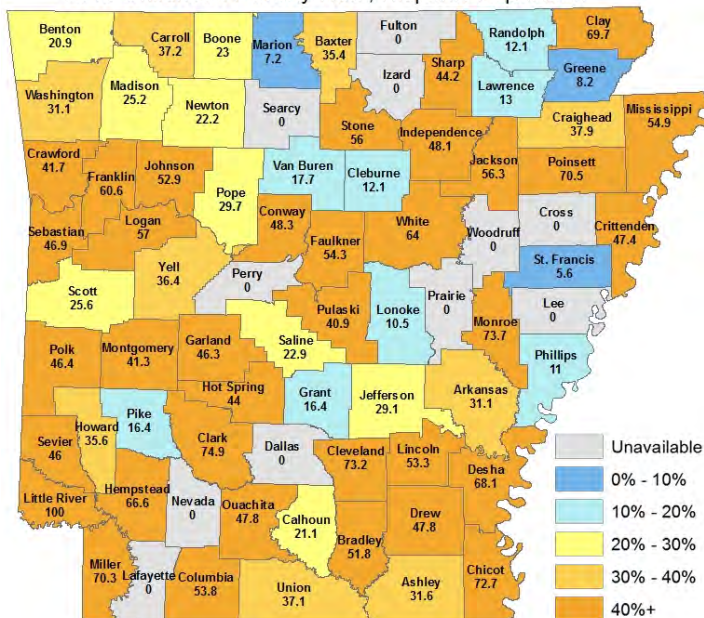 Benton
20.9
Carroll
37.2
Boone
23
Marion
7.2
Baxter
35.4
Fulton
0
Randolph
12.1
Clay
69.7
Izard
0
Sharp
44.2
Greene
8.2
Lawrence
13
Washington
31.1
Madison
25.2
Newton
22.2
Searcy
0
Stone
56
Independence
48.1
Craighead
37.9
Mississippi
54.9
Crawford
41.7
Franklin
60.6
Johnson
52.9
Pope
29.7
Van Buren
17.7
Cleburne
12.1
Jackson
56.3
Poinsett
70.5
Sebastian
46.9
Logan
57
Conway
48.3
Faulkner
54.3
White
64
Woodruff
0
Cross
0
Crittenden
47.4
St. Francis
5.6
Scott
25.6
Yell
36.4
Perry
0
Pulaski
40.9
Lonoke
10.5
Prairie
0
Monroe
73.7
Lee
0
Phillips
11
Polk
46.4
Montgomery
41.3
Garland
46.3
Saline
22.9
Hot Spring
44
Grant
16.4
Jefferson
29.1
Arkansas
31.1
Sevier
46
Howard
35.6
Pike
16.4
Clark
74.9
Dallas
0
Cleveland
73.2
Lincoln
53.3
Desha
68.1
Little River
100
Hempstead
66.6
Nevada
0
Ouachita
47.8
Calhoun
21.1
Bradley
51.8
Drew
47.8
Chicot
72.7
Miller
70.3
Lafayette
0
Columbia
53.8
Union
37.1
Ashley
31.6
Unavailable
0% - 10%
10% - 20%
20% - 30%
30% - 40%
40%+